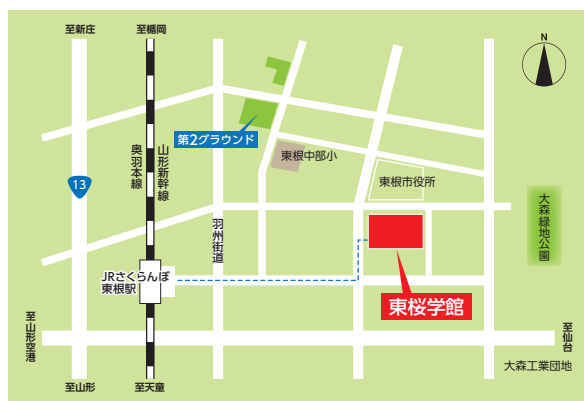 至新庄
至楯岡
N
第2グラウンド
東根中部小
山形新幹線
奥羽本線
東根市役所
13
大森緑地公園
羽州街道
JRさくらんぼ
東根駅
東桜学館
至山形空港
至仙台
大森工業団地
至山形
至天童